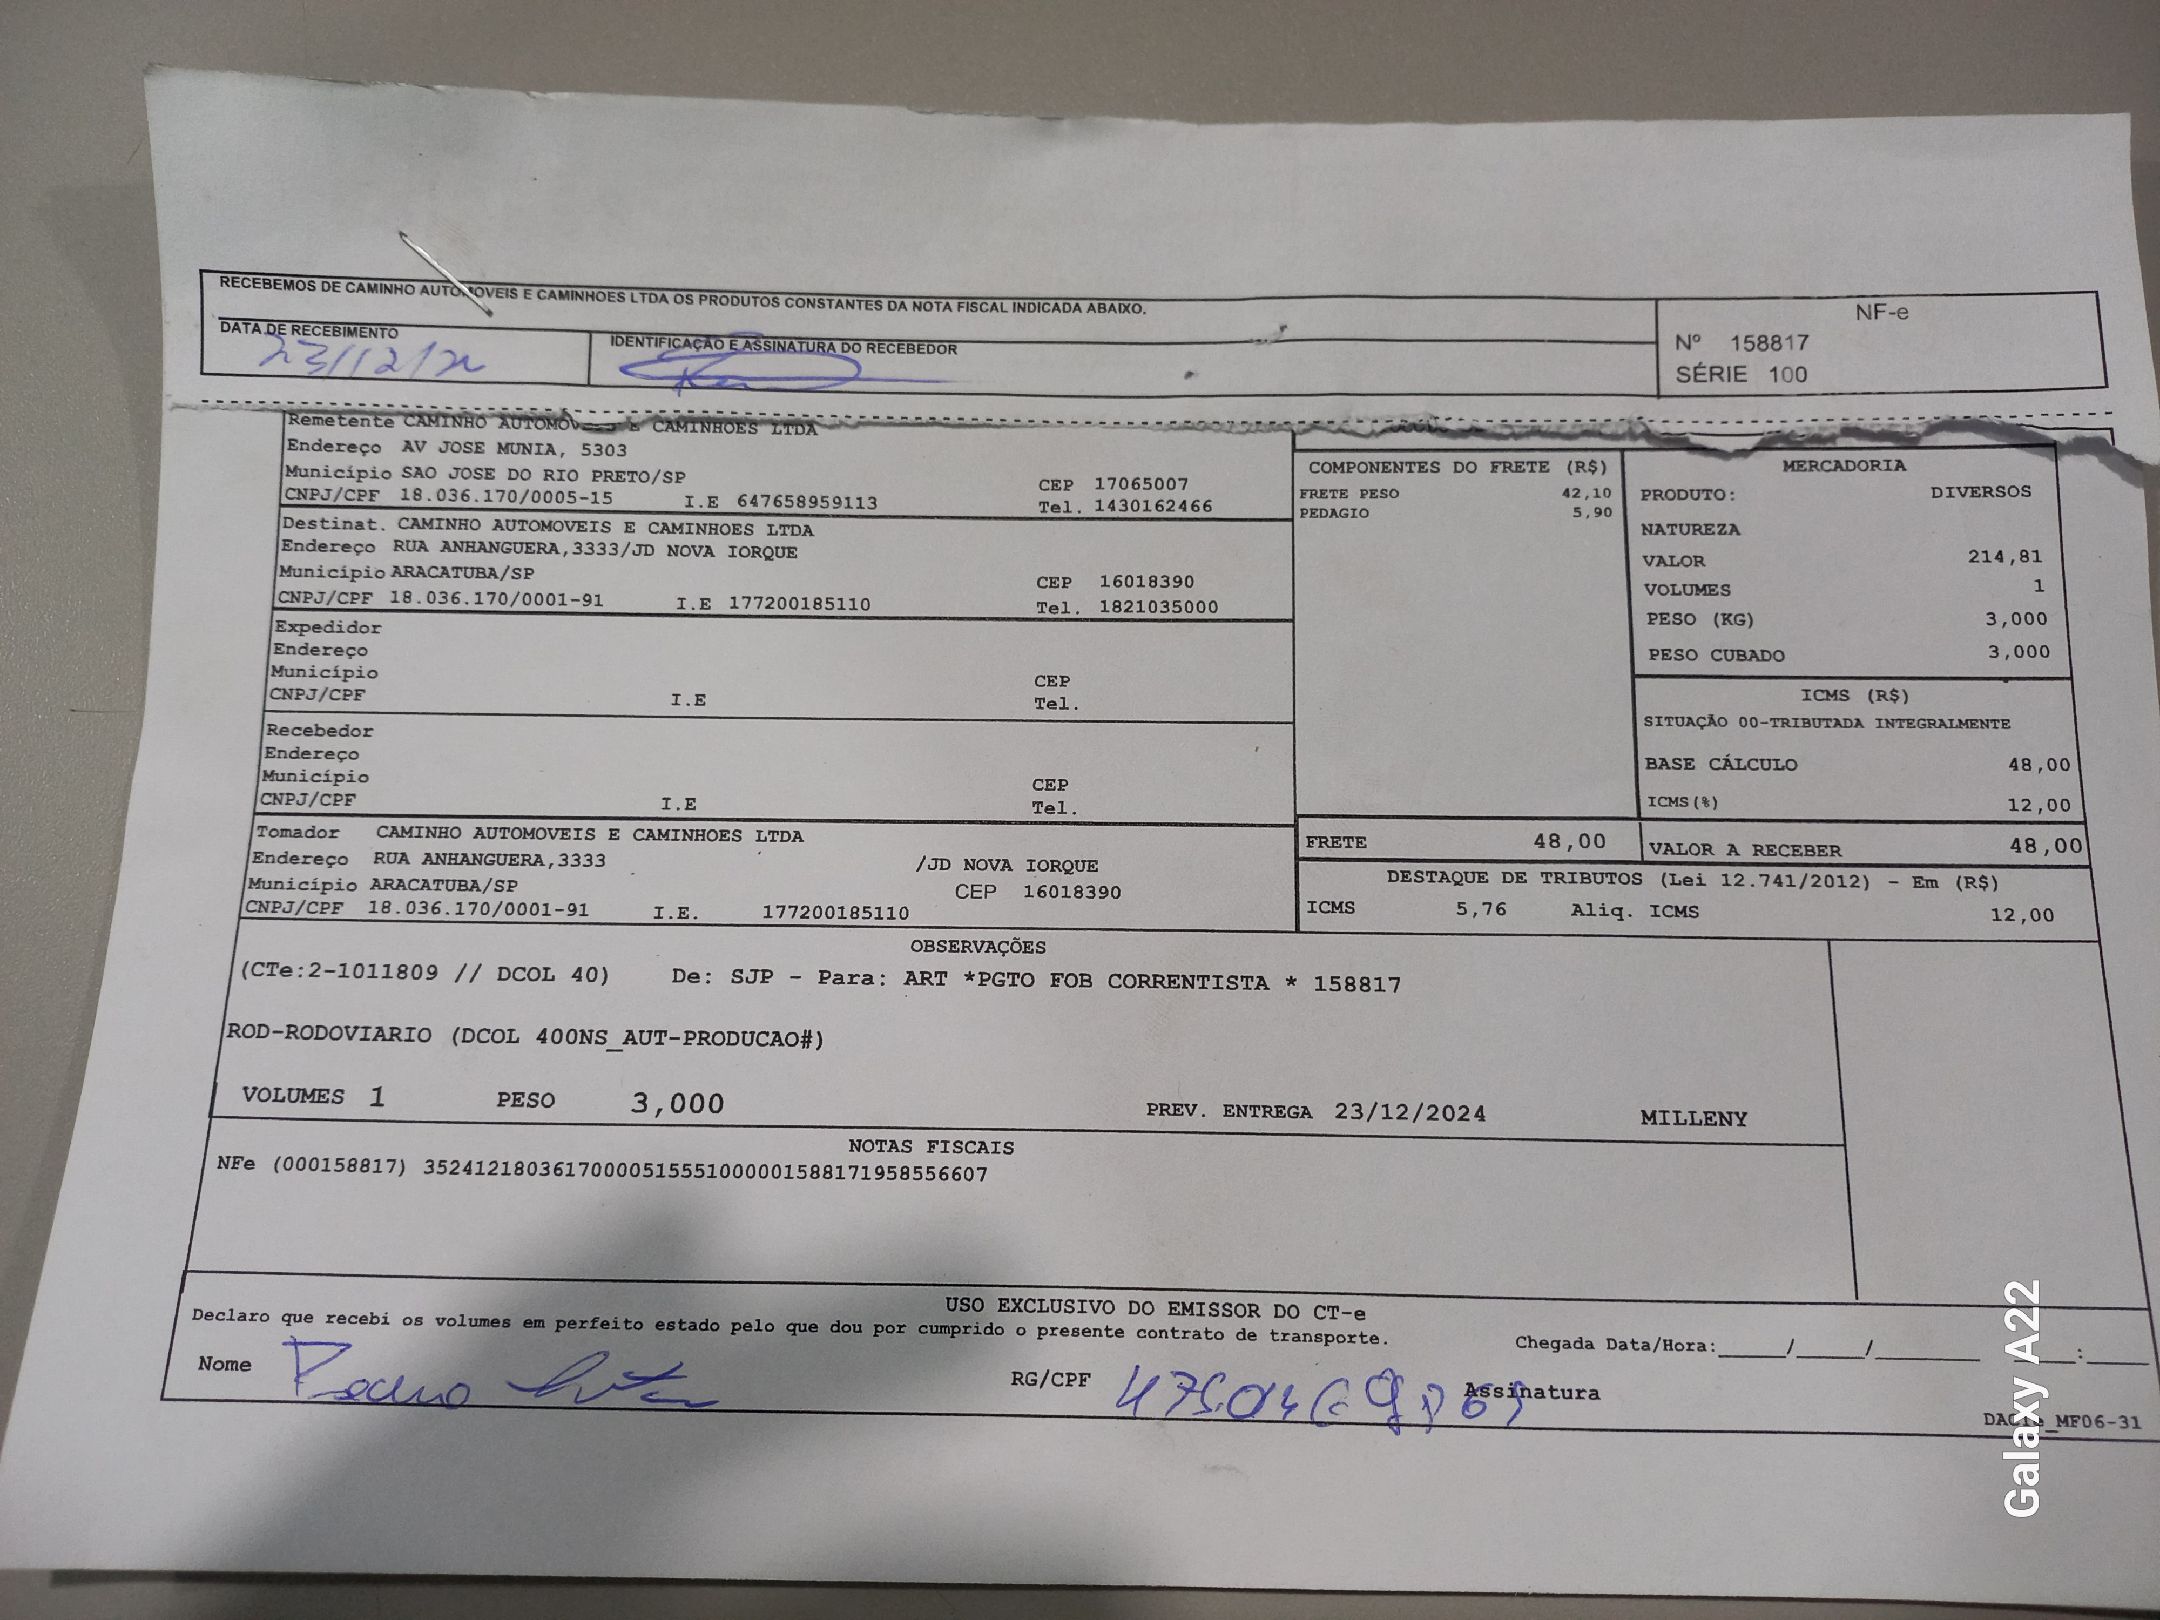 RECEBEMOS DE CAMINHO AUTOMOVEIS E CAMINHOES LTDA OS PRODUTOS CONSTANTES DA NOTA FISCAL INDICADA ABAIXO.
DATA DE RECEBIMENTO
23/12/
IDENTIFICAÇÃO E ASSINATURA DO RECEBEDOR
NF-e
Nº 158817
SÉRIE 100
Remetente CAMINHO AUTOMOV E CAMINHOES LTDA
Endereço AV JOSE MUNIA, 5303
Município SAO JOSE DO RIO PRETO/SP CEP 17065007
CNPJ/CPF 18.036.170/0005-15 I.E 647658959113 Tel. 1430162466
Destinat. CAMINHO AUTOMOVEIS E CAMINHOES LTDA
Endereço RUA ANHANGUERA,3333/JD NOVA IORQUE
Município ARACATUBA/SP CEP 16018390
CNPJ/CPF 18.036.170/0001-91 I.E 177200185110 Tel. 1821035000
Expedidor
Endereço
Município CEP
CNPJ/CPF I.E Tel.
Recebedor
Endereço
Município CEP
CNPJ/CPF I.E Tel.
Tomador CAMINHO AUTOMOVEIS E CAMINHOES LTDA
Endereço RUA ANHANGUERA,3333 /JD NOVA IORQUE
Município ARACATUBA/SP CEP 16018390
CNPJ/CPF 18.036.170/0001-91 I.E. 177200185110
COMPONENTES DO FRETE (R$)
FRETE PESO 42,10
PEDAGIO 5,90
MERCADORIA
PRODUTO: DIVERSOS
NATUREZA
VALOR 214,81
VOLUMES 1
PESO (KG) 3,000
PESO CUBADO 3,000
ICMS (R$)
SITUAÇÃO 00-TRIBUTADA INTEGRALMENTE
BASE CÁLCULO 48,00
ICMS(%) 12,00
FRETE 48,00 VALOR A RECEBER 48,00
DESTAQUE DE TRIBUTOS (Lei 12.741/2012) - Em (R$)
ICMS 5,76 Aliq. ICMS 12,00
OBSERVAÇÕES
(CTe:2-1011809 // DCOL 40) De: SJP - Para: ART *PGTO FOB CORRENTISTA * 158817
ROD-RODOVIARIO (DCOL 400NS_AUT-PRODUCAO#)
VOLUMES 1 PESO 3,000 PREV. ENTREGA 23/12/2024 MILLENY
NOTAS FISCAIS
NFe (000158817) 35241218036170000515551000001588171958556607
USO EXCLUSIVO DO EMISSOR DO CT-e
Declaro que recebi os volumes em perfeito estado pelo que dou por cumprido o presente contrato de transporte.
Chegada Data/Hora:_____/_____/________ ___:_____
Nome RG/CPF Assinatura
MF06-31
Galaxy A22